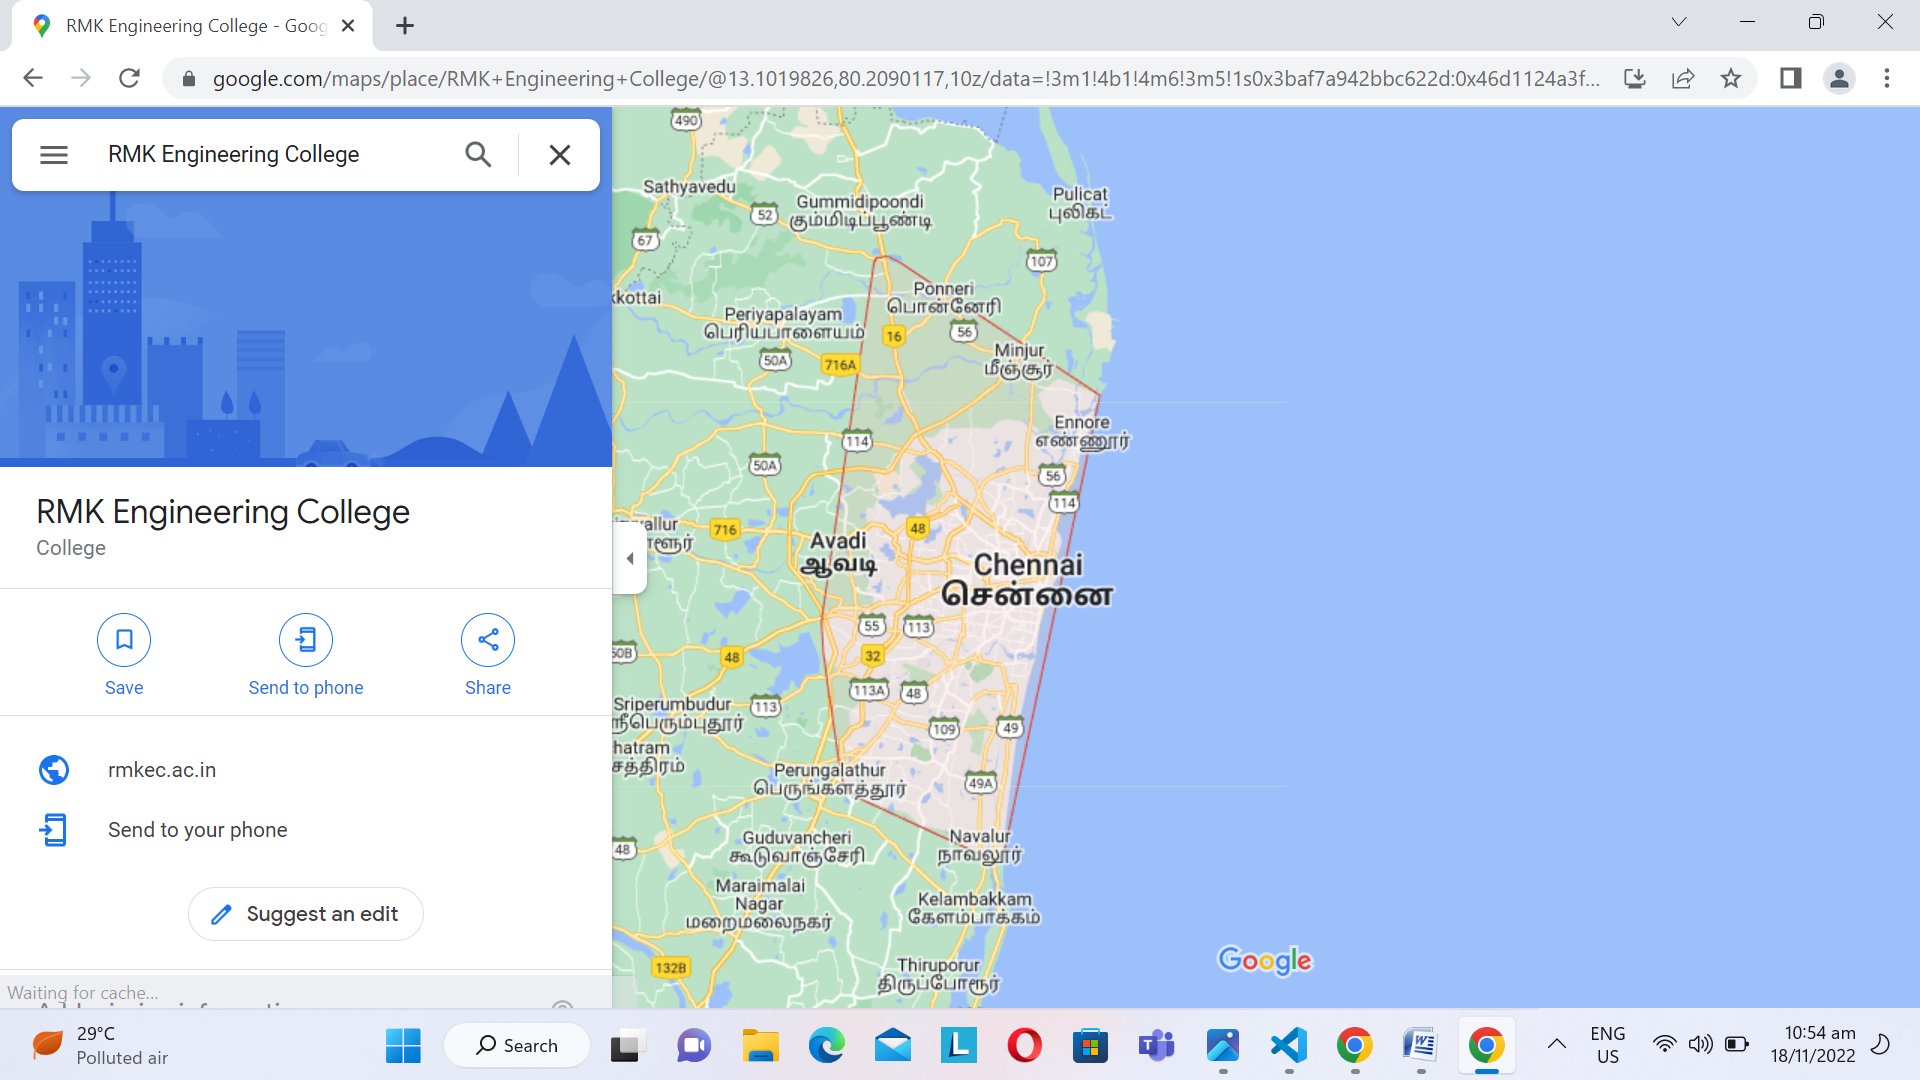 RMK Engineering College - Goog
google.com/maps/place/RMK+Engineering+College/@13.1019826,80.2090117,10z/data=!3m1!4b1!4m6!3m5!1s0x3baf7a942bbc622d:0x46d1124a3f...
RMK Engineering College
RMK Engineering College
College
Save
Send to phone
Share
rmkec.ac.in
Send to your phone
Suggest an edit
Waiting for cache...
490
Sathyavedu
Pulicat
புலிகட்
Gummidipoondi
கும்மிடிப்பூண்டி
52
67
107
kkottai
Ponneri
பொன்னேரி
Periyapalayam
பெரியபாளையம்
16
56
Minjur
மீஞ்சூர்
50A
716A
Ennore
எண்ணூர்
114
50A
56
114
716
48
Avadi
ஆவடி
Chennai
சென்னை
55
113
50B
48
32
113A
48
Sriperumbudur
ஸ்ரீபெரும்புதூர்
113
109
49
hatram
சத்திரம்
Perungalathur
பெருங்களத்தூர்
49A
Navalur
நாவலூர்
Guduvancheri
கூடுவாஞ்சேரி
48
Maraimalai
Nagar
மறைமலைநகர்
Kelambakkam
கேளம்பாக்கம்
132B
Thiruporur
திருப்போரூர்
Google
29°C
Polluted air
Search
ENG
US
10:54 am
18/11/2022